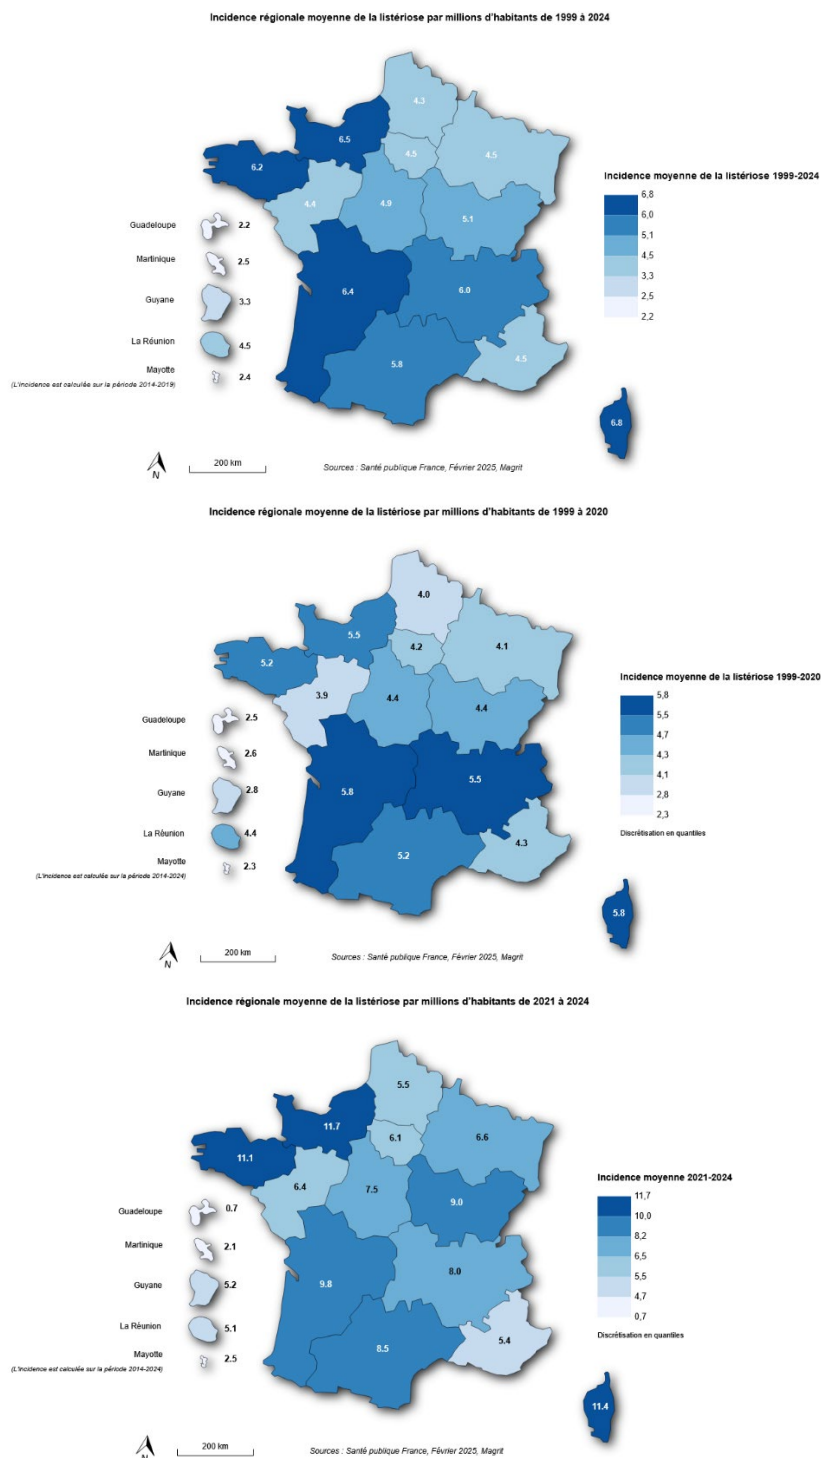 Incidence régionale moyenne de la listériose par millions d'habitants de 1999 à 2024
4.3
6.5
4.5
4.5
6.2
4.4
4.9
5.1
6.4
6.0
5.8
4.5
6.8
Guadeloupe 2.2
Martinique 2.5
Guyane 3.3
La Réunion 4.5
Mayotte 2.4
(L'incidence est calculée sur la période 2014-2019)
Incidence moyenne de la listériose 1999-2024
6,8
6,0
5,1
4,5
3,3
2,5
2,2
N
200 km
Sources : Santé publique France, Février 2025, Magrit
Incidence régionale moyenne de la listériose par millions d'habitants de 1999 à 2020
4.0
5.5
4.2
4.1
5.2
3.9
4.4
4.4
5.8
5.5
5.2
4.3
5.8
Guadeloupe 2.5
Martinique 2.6
Guyane 2.8
La Réunion 4.4
Mayotte 2.3
(L'incidence est calculée sur la période 2014-2024)
Incidence moyenne de la listériose 1999-2020
5,8
5,5
4,7
4,3
4,1
2,8
2,3
Discrétisation en quantiles
N
200 km
Sources : Santé publique France, Février 2025, Magrit
Incidence régionale moyenne de la listériose par millions d'habitants de 2021 à 2024
5.5
11.7
6.1
6.6
11.1
6.4
7.5
9.0
9.8
8.0
8.5
5.4
11.4
Guadeloupe 0.7
Martinique 2.1
Guyane 5.2
La Réunion 5.1
Mayotte 2.5
(L'incidence est calculée sur la période 2014-2024)
Incidence moyenne 2021-2024
11,7
10,0
8,2
6,5
5,5
4,7
0,7
Discrétisation en quantiles
N
200 km
Sources : Santé publique France, Février 2025, Magrit